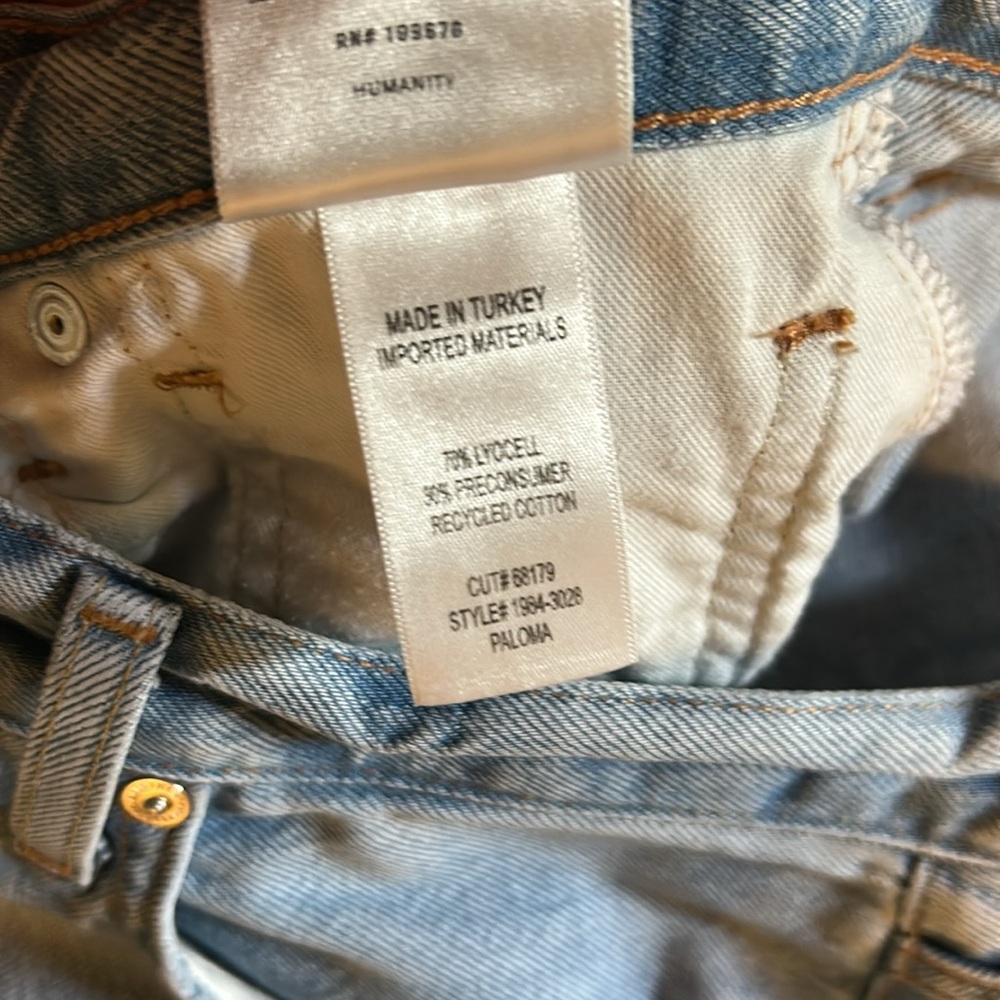 RN# 199676
HUMANITY
MADE IN TURKEY
IMPORTED MATERIALS
70% LYOCELL
30% PRECONSUMER
RECYCLED COTTON
CUT# 68179
STYLE# 1984-3028
PALOMA